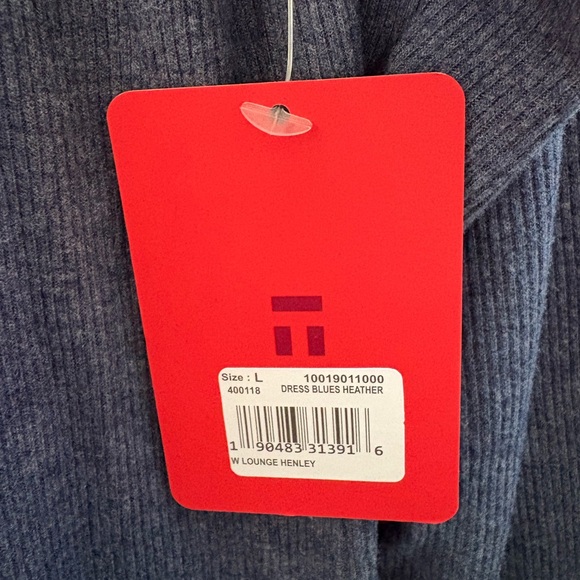 Size : L 10019011000
400118 DRESS BLUES HEATHER
1 90483 31391 6
W LOUNGE HENLEY